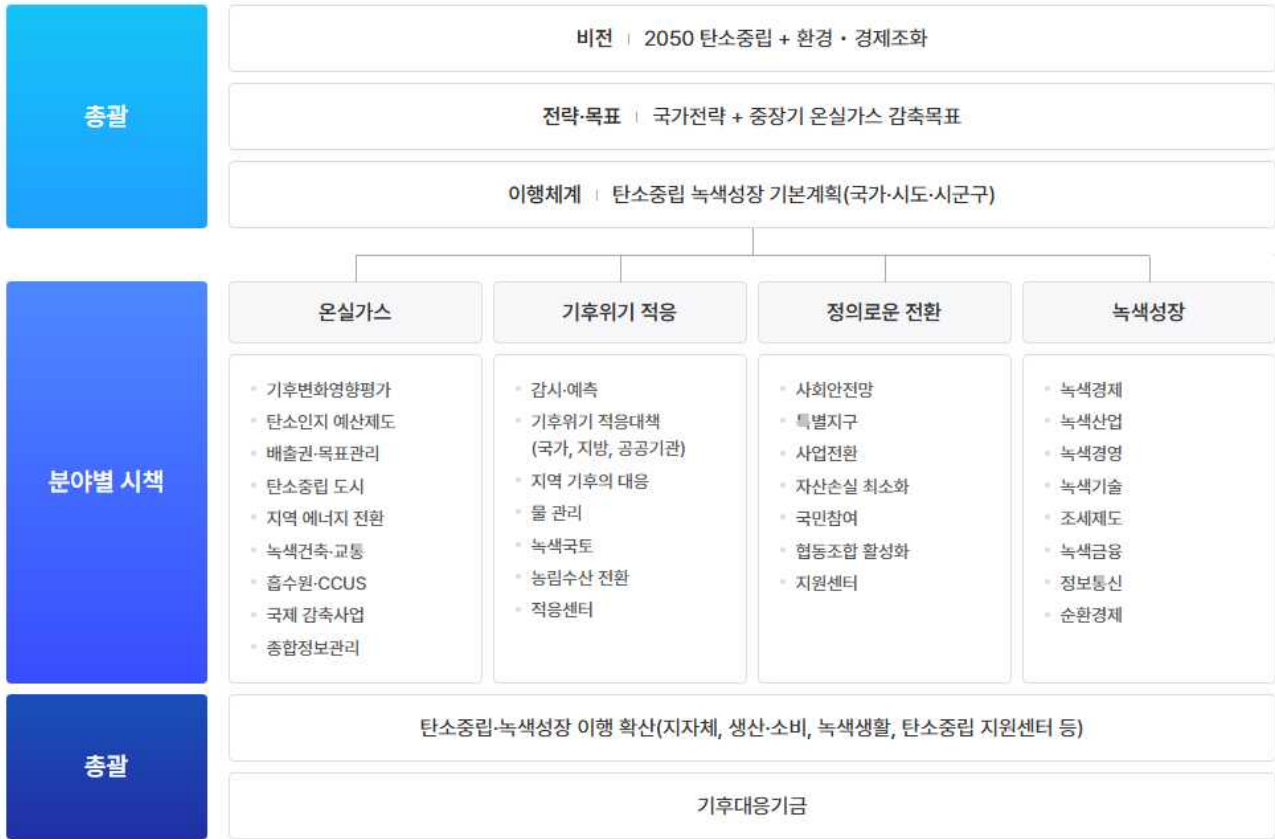 총괄
비전 | 2050 탄소중립 + 환경・경제조화
전략·목표 | 국가전략 + 중장기 온실가스 감축목표
이행체계 | 탄소중립 녹색성장 기본계획(국가·시도·시군구)
분야별 시책
온실가스
기후변화영향평가
탄소인지 예산제도
배출권·목표관리
탄소중립 도시
지역 에너지 전환
녹색건축·교통
흡수원·CCUS
국제 감축사업
종합정보관리
기후위기 적응
감시·예측
기후위기 적응대책
(국가, 지방, 공공기관)
지역 기후의 대응
물 관리
녹색국토
농림수산 전환
적응센터
정의로운 전환
사회안전망
특별지구
사업전환
자산손실 최소화
국민참여
협동조합 활성화
지원센터
녹색성장
녹색경제
녹색산업
녹색경영
녹색기술
조세제도
녹색금융
정보통신
순환경제
총괄
탄소중립·녹색성장 이행 확산(지자체, 생산·소비, 녹색생활, 탄소중립 지원센터 등)
기후대응기금